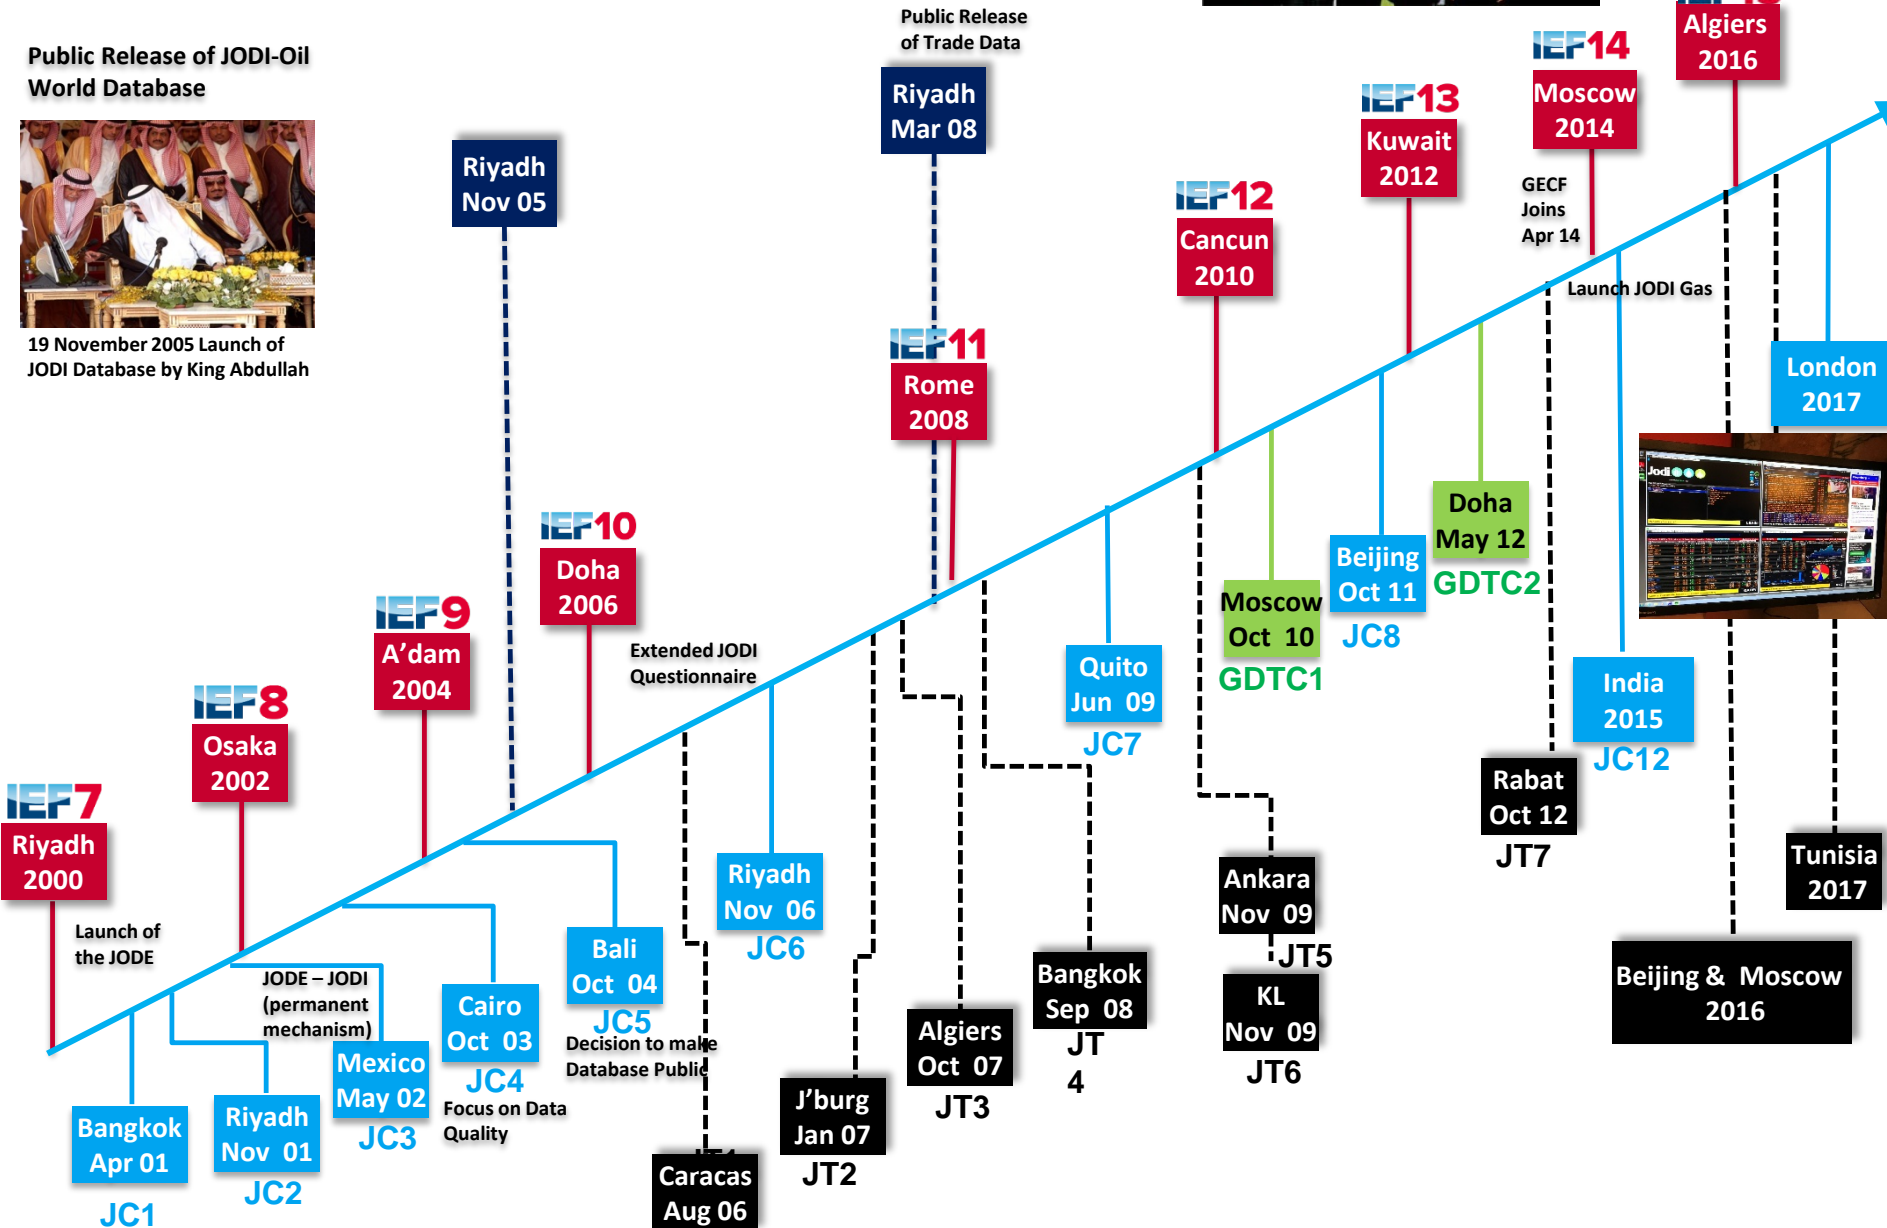 Public Release of JODI-Oil
World Database
19 November 2005 Launch of
JODI Database by King Abdullah
Riyadh
Nov 05
Public Release
of Trade Data
Riyadh
Mar 08
IEF7
Riyadh
2000
Launch of
the JODE
IEF8
Osaka
2002
IEF9
A'dam
2004
IEF10
Doha
2006
IEF11
Rome
2008
IEF12
Cancun
2010
IEF13
Kuwait
2012
IEF14
Moscow
2014
Algiers
2016
GECF
Joins
Apr 14
Launch JODI Gas
London
2017
Jodi
Extended JODI
Questionnaire
JODE – JODI
(permanent
mechanism)
Bangkok
Apr 01
JC1
Riyadh
Nov 01
JC2
Mexico
May 02
JC3
Cairo
Oct 03
JC4
Focus on Data
Quality
Bali
Oct 04
JC5
Decision to make
Database Public
Riyadh
Nov 06
JC6
Quito
Jun 09
JC7
Moscow
Oct 10
GDTC1
Beijing
Oct 11
JC8
Doha
May 12
GDTC2
India
2015
JC12
JT1
Caracas
Aug 06
J'burg
Jan 07
JT2
Algiers
Oct 07
JT3
Bangkok
Sep 08
JT
4
Ankara
Nov 09
JT5
KL
Nov 09
JT6
Rabat
Oct 12
JT7
Beijing & Moscow
2016
Tunisia
2017